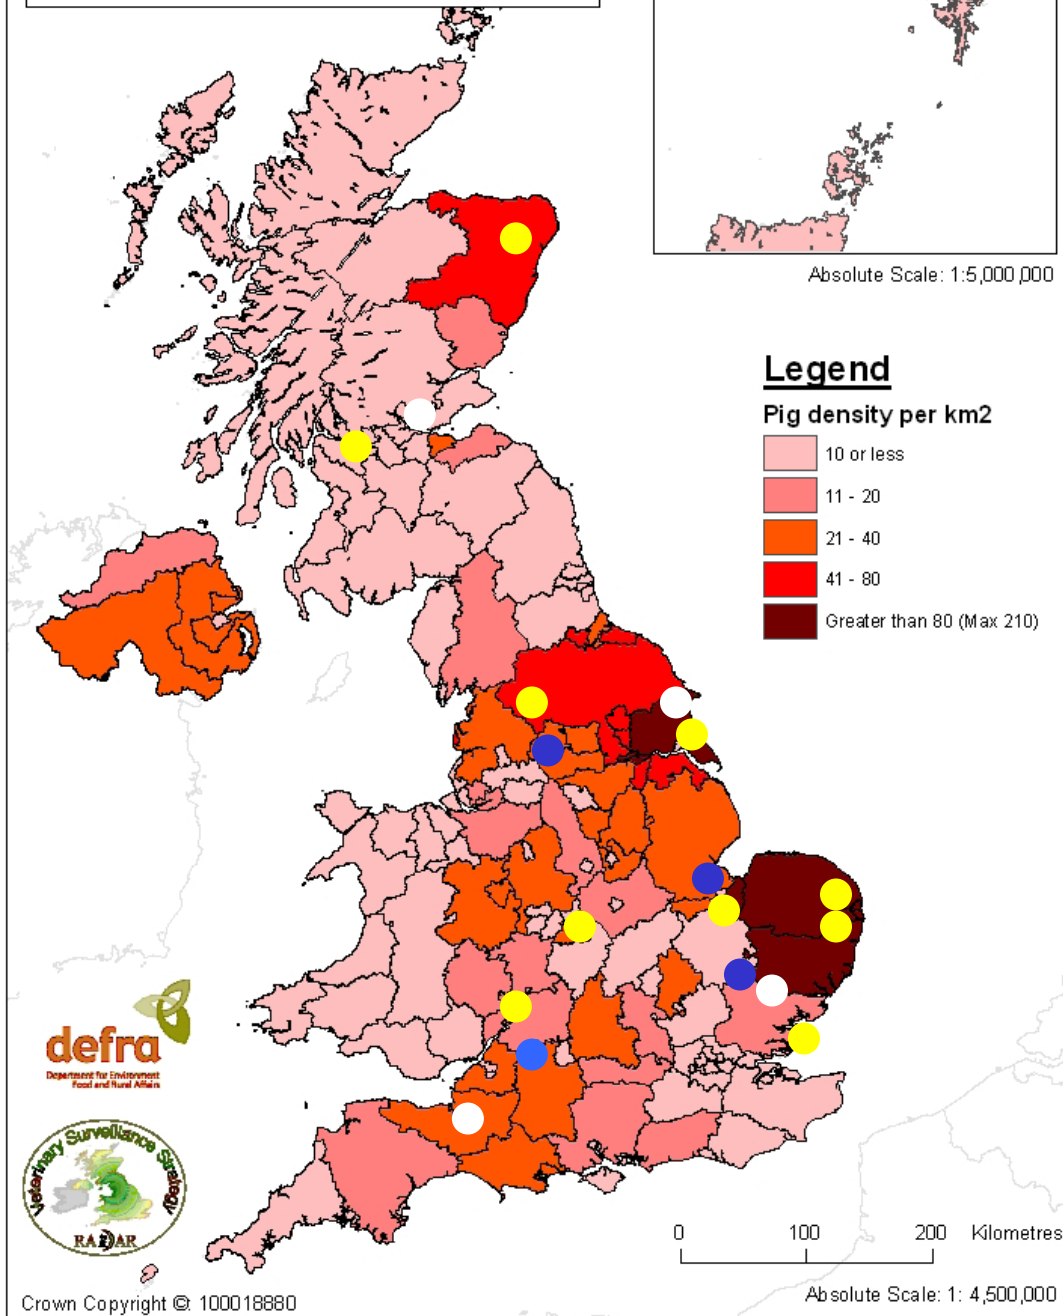 Absolute Scale: 1:5,000,000
Legend
Pig density per km2
10 or less
11 - 20
21 - 40
41 - 80
Greater than 80 (Max 210)
defra
Department for Environment
Food and Rural Affairs
Veterinary Surveillance Strategy
RADAR
0 100 200 Kilometres
Absolute Scale: 1: 4,500,000
Crown Copyright ©: 100018880